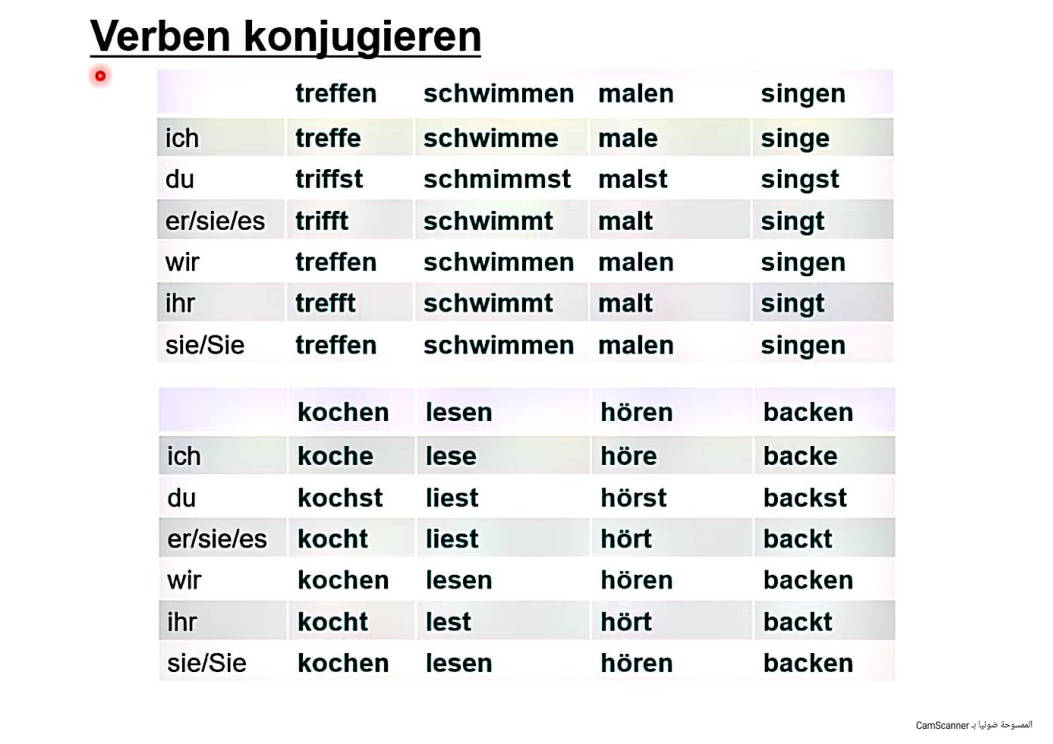 Verben konjugieren
treffen schwimmen malen singen
ich treffe schwimme male singe
du triffst schmimmst malst singst
er/sie/es trifft schwimmt malt singt
wir treffen schwimmen malen singen
ihr trefft schwimmt malt singt
sie/Sie treffen schwimmen malen singen
kochen lesen hören backen
ich koche lese höre backe
du kochst liest hörst backst
er/sie/es kocht liest hört backt
wir kochen lesen hören backen
ihr kocht lest hört backt
sie/Sie kochen lesen hören backen
الممسوحة ضوئيا بـ CamScanner